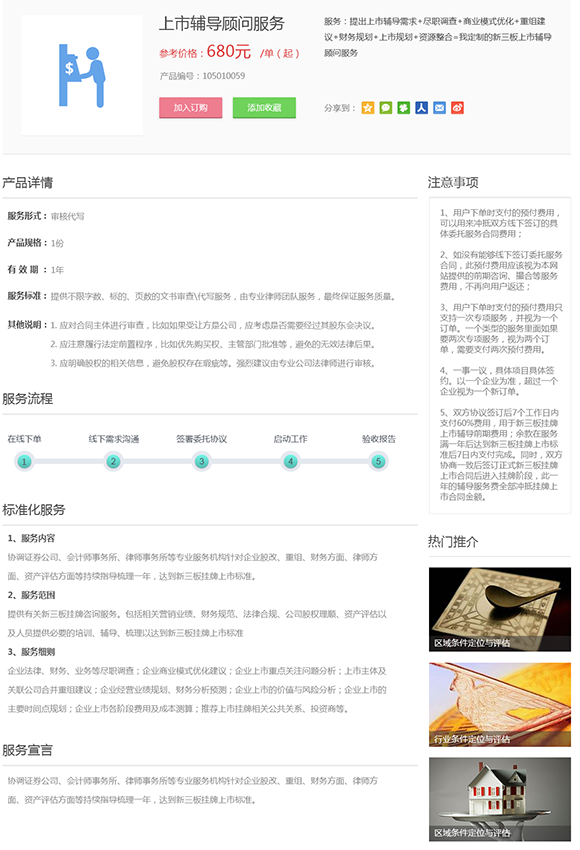 上市辅导顾问服务
参考价格：680元 /单（起）
产品编号：105010059
加入订购
添加收藏
服务：提出上市辅导需求+尽职调查+商业模式优化+重组建
议+财务规划+上市规划+资源整合=我定制的新三板上市辅导
顾问服务
分享到：
产品详情
服务形式：审核代写
产品规格：1份
有 效 期 ：1年
服务标准：提供不限字数、标的、页数的文书审查\代写服务，由专业律师团队服务，最终保证服务质量。
其他说明：1. 应对合同主体进行审查，比如如果受让方是公司，应考虑是否需要经过其股东会决议。
2. 应注意履行法定前置程序，比如优先购买权、主管部门批准等，避免的无效法律后果。
3. 应明确股权的相关信息，避免股权存在瑕疵等。强烈建议由专业公司法律师进行审核。
服务流程
在线下单
线下需求沟通
签署委托协议
启动工作
验收报告
1
2
3
4
5
标准化服务
1、服务内容
协调证券公司、会计师事务所、律师事务所等专业服务机构针对企业股改、重组、财务方面、律师方
面、资产评估方面等持续指导梳理一年，达到新三板挂牌上市标准。
2、服务范围
提供有关新三板挂牌咨询服务。包括相关营销业绩、财务规范、法律合规、公司股权理顺、资产评估以
及人员提供必要的培训、辅导、梳理以达到新三板挂牌上市标准
3、服务细则
企业法律、财务、业务等尽职调查；企业商业模式优化建议；企业上市重点关注问题分析；上市主体及
关联公司合并重组建议；企业经营业绩规划、财务分析预测；企业上市的价值与风险分析；企业上市的
主要时间点规划；企业上市各阶段费用及成本测算；推荐上市挂牌相关公共关系、投资商等。
服务宣言
协调证券公司、会计师事务所、律师事务所等专业服务机构针对企业股改、重组、财务方面、律师方
面、资产评估方面等持续指导梳理一年，达到新三板挂牌上市标准。
注意事项
1、用户下单时支付的预付费用，
可以用来冲抵双方线下签订的具
体委托服务合同费用；
2、如没有能够线下签订委托服务
合同，此预付费用应该视为本网
站提供的前期咨询、撮合等服务
费用，不再向用户返还；
3、用户下单时支付的预付费用只
支持一次专项服务，并视为一个
订单。一个类型的服务里面如果
要两次专项服务，视为两个订
单，需要支付两次预付费用。
4、一事一议，具体项目具体签
约。以一个企业为准，超过一个
企业视为一个新订单。
5、双方协议签订后7个工作日内
支付60%费用，用于新三板挂牌
上市辅导前期费用；余款在服务
满一年后达到新三板挂牌上市标
准后7日内支付完成。同时，双方
协商一致后签订正式新三板挂牌
上市合同后进入挂牌阶段，此一
年的辅导服务费全部冲抵挂牌上
市合同金额。
热门推介
区域条件定位与评估
行业条件定位与评估
区域条件定位与评估